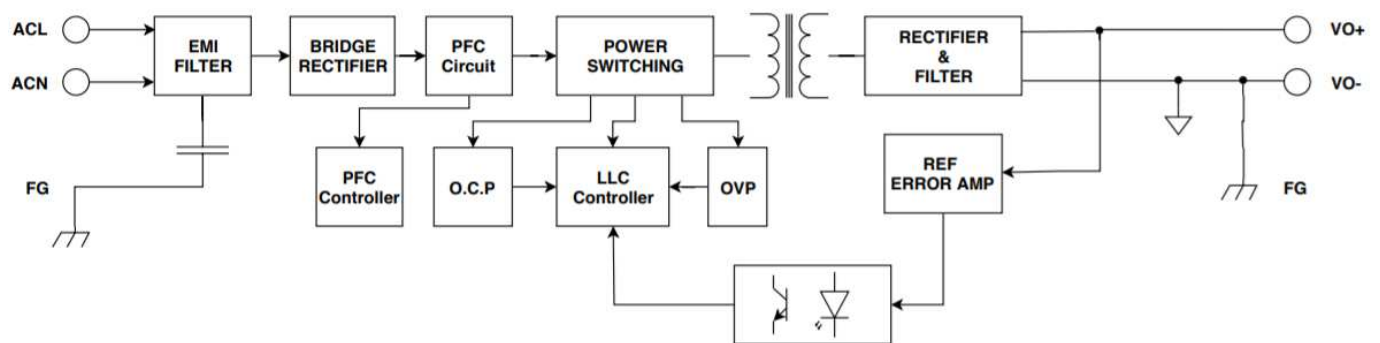 ACL
ACN
EMI
FILTER
BRIDGE
RECTIFIER
PFC
Circuit
POWER
SWITCHING
RECTIFIER
&
FILTER
VO+
VO-
FG
PFC
Controller
O.C.P
LLC
Controller
OVP
REF
ERROR AMP
FG